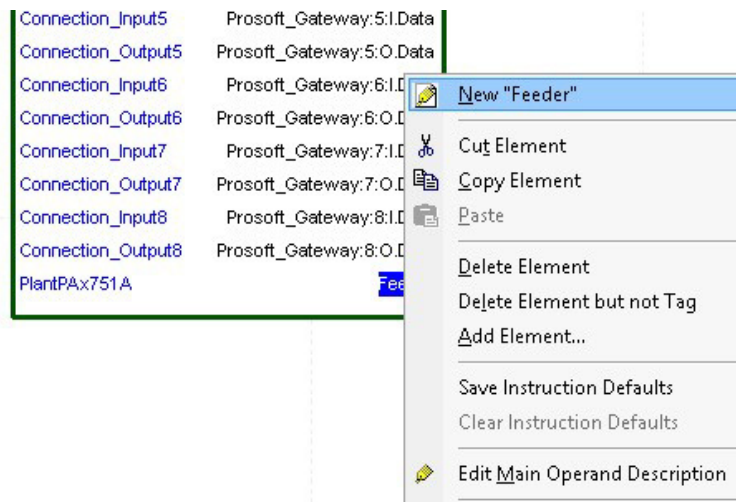 Connection_Input5 Prosoft_Gateway:5:I.Data
Connection_Output5 Prosoft_Gateway:5:O.Data
Connection_Input6 Prosoft_Gateway:6:I.D
Connection_Output6 Prosoft_Gateway:6:O.D
Connection_Input7 Prosoft_Gateway:7:I.D
Connection_Output7 Prosoft_Gateway:7:O.D
Connection_Input8 Prosoft_Gateway:8:I.D
Connection_Output8 Prosoft_Gateway:8:O.D
PlantPAx751A Fee
New "Feeder"
Cut Element
Copy Element
Paste
Delete Element
Delete Element but not Tag
Add Element...
Save Instruction Defaults
Clear Instruction Defaults
Edit Main Operand Description